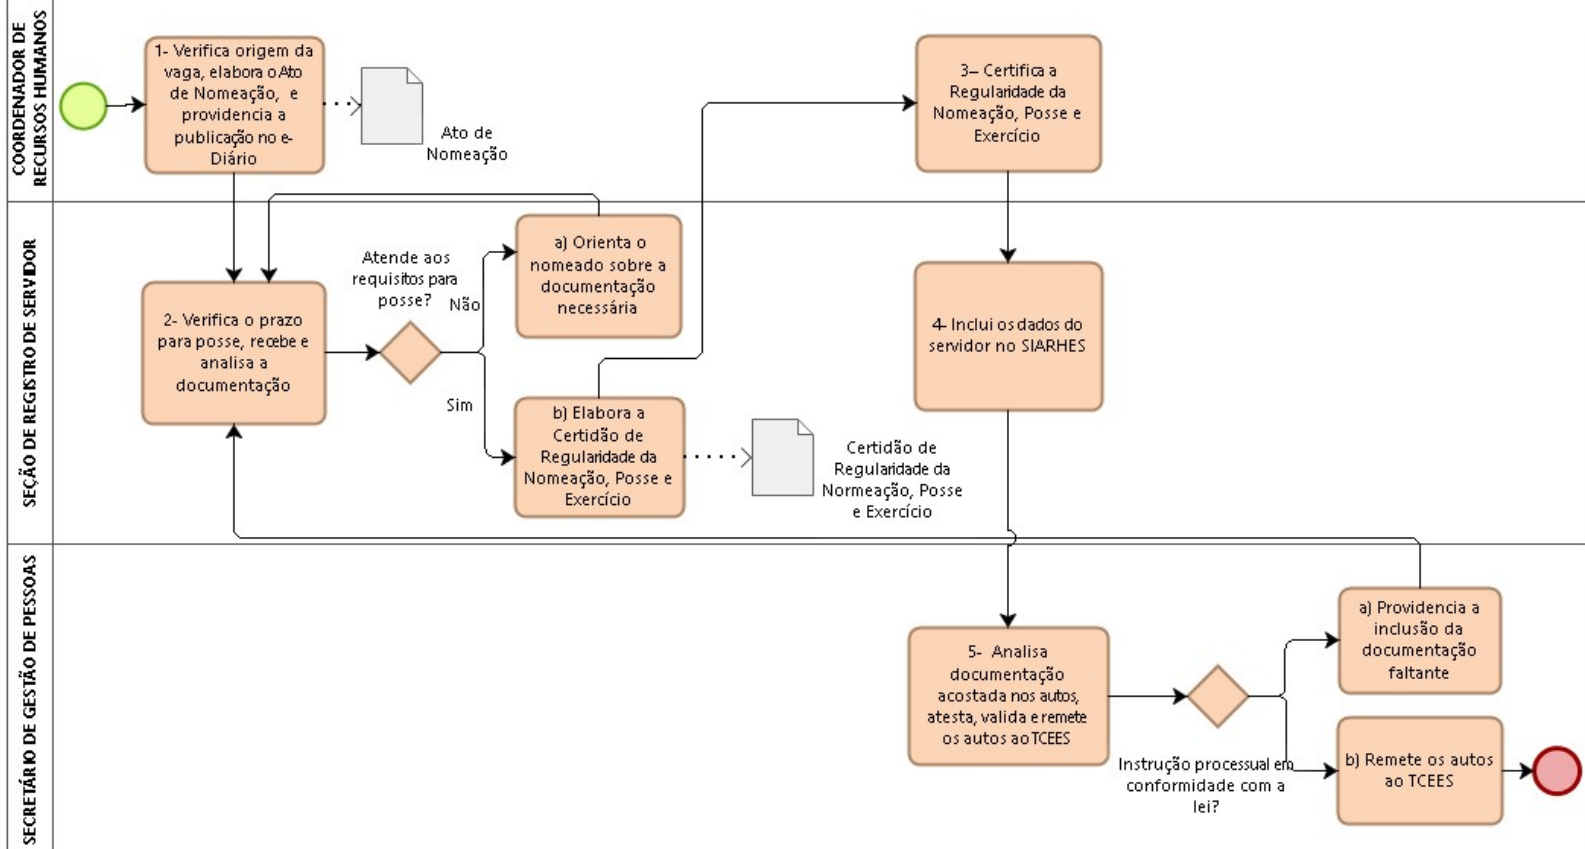 COORDENADOR DE
RECURSOS HUMANOS
1- Verifica origem da
vaga, elabora o Ato
de Nomeação, e
providencia a
publicação no e-
Diário
Ato de
Nomeação
3– Certifica a
Regularidade da
Nomeação, Posse e
Exercício
SEÇÃO DE REGISTRO DE SERVIDOR
2- Verifica o prazo
para posse, recebe e
analisa a
documentação
Atende aos
requisitos para
posse?
Não
Sim
a) Orienta o
nomeado sobre a
documentação
necessária
b) Elabora a
Certidão de
Regularidade da
Nomeação, Posse e
Exercício
Certidão de
Regularidade da
Normeação, Posse
e Exercício
4- Inclui os dados do
servidor no SIARHES
SECRETÁRIO DE GESTÃO DE PESSOAS
5- Analisa
documentação
acostada nos autos,
atesta, valida e remete
os autos ao TCEES
Instrução processual em
conformidade com a
lei?
a) Providencia a
inclusão da
documentação
faltante
b) Remete os autos
ao TCEES